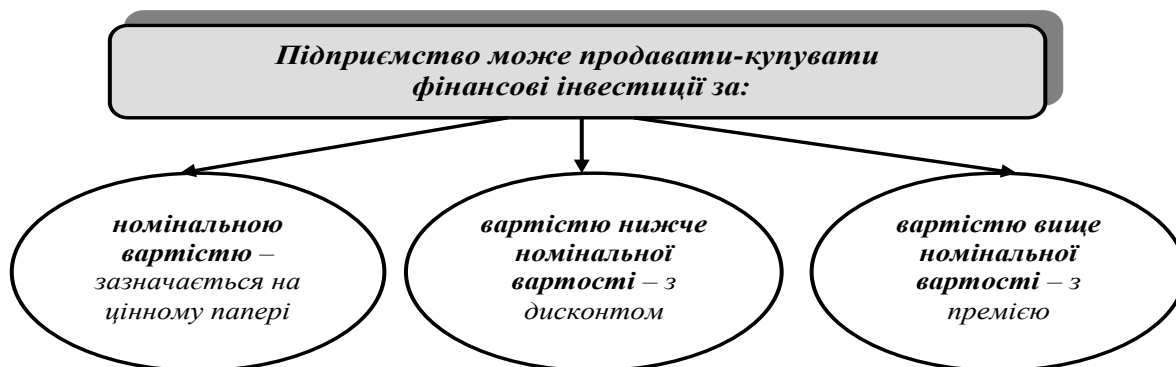 Підприємство може продавати-купувати
фінансові інвестиції за:
номінальною
вартістю –
зазначається на
цінному папері
вартістю нижче
номінальної
вартості – з
дисконтом
вартістю вище
номінальної
вартості – з
премією